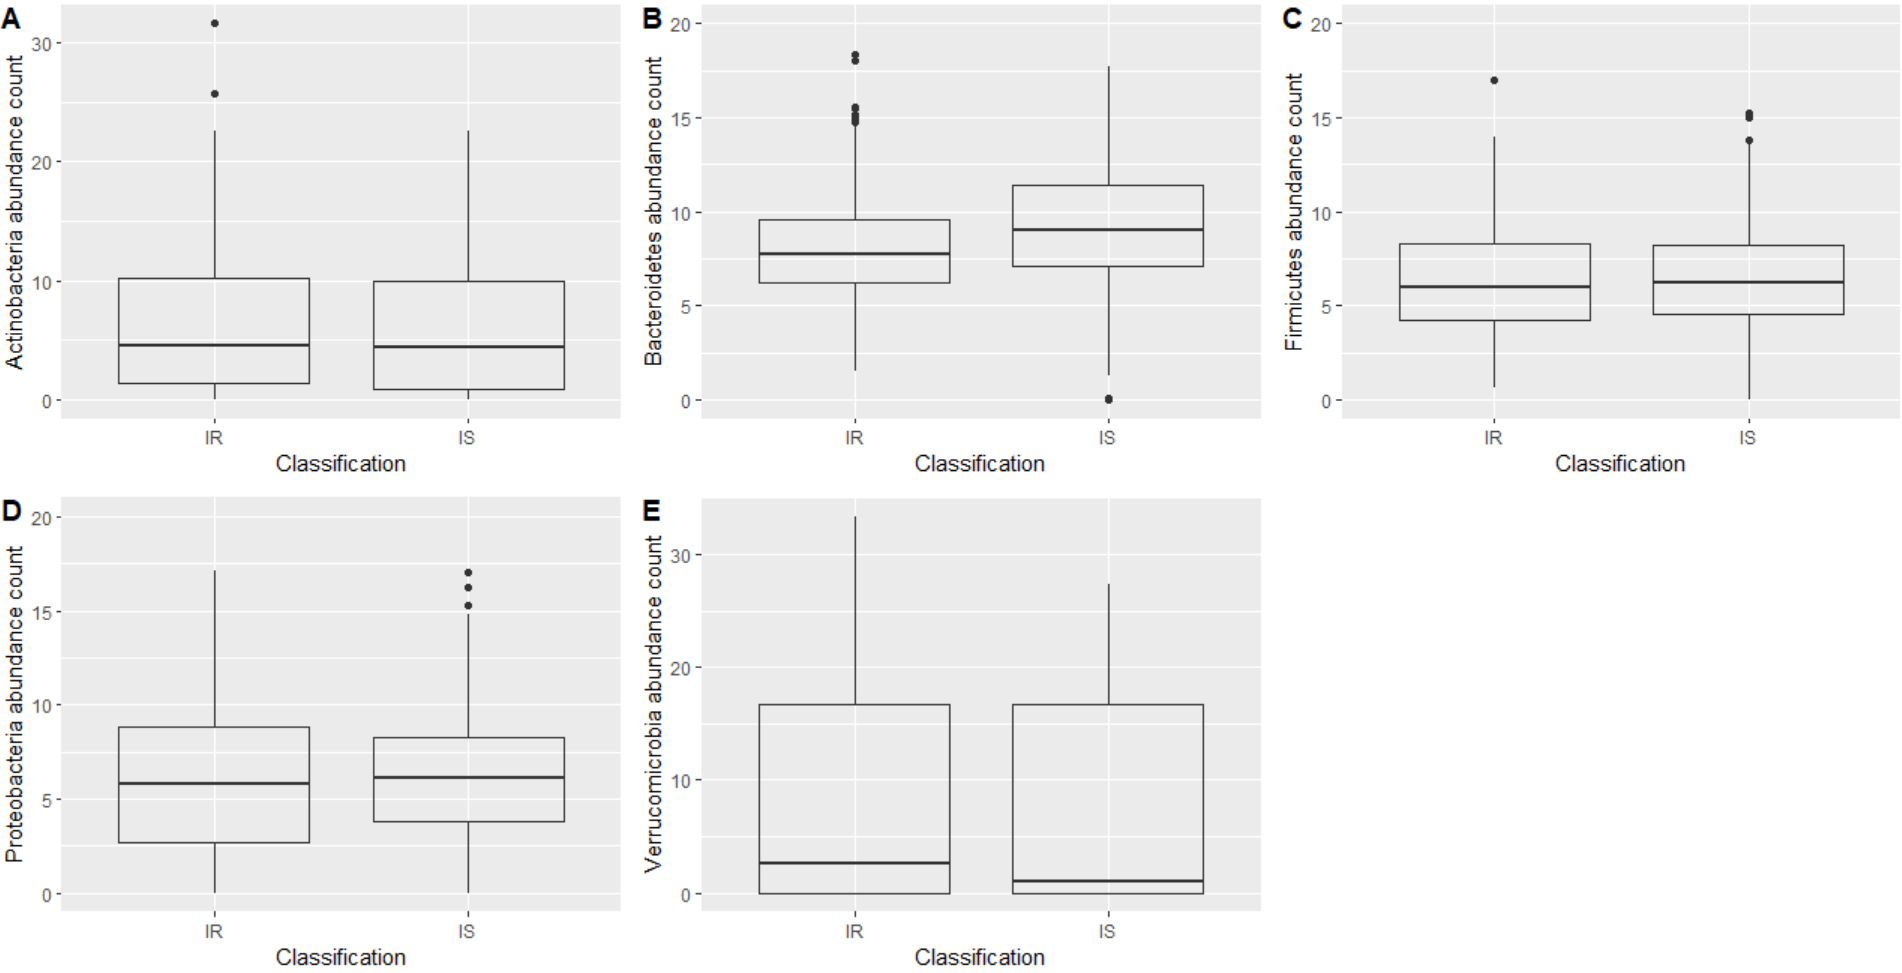 A
Actinobacteria abundance count
30
20
10
0
IR IS
Classification
B
Bacteroidetes abundance count
20
15
10
5
0
IR IS
Classification
C
Firmicutes abundance count
20
15
10
5
0
IR IS
Classification
D
Proteobacteria abundance count
20
15
10
5
0
IR IS
Classification
E
Verrucomicrobia abundance count
30
20
10
0
IR IS
Classification